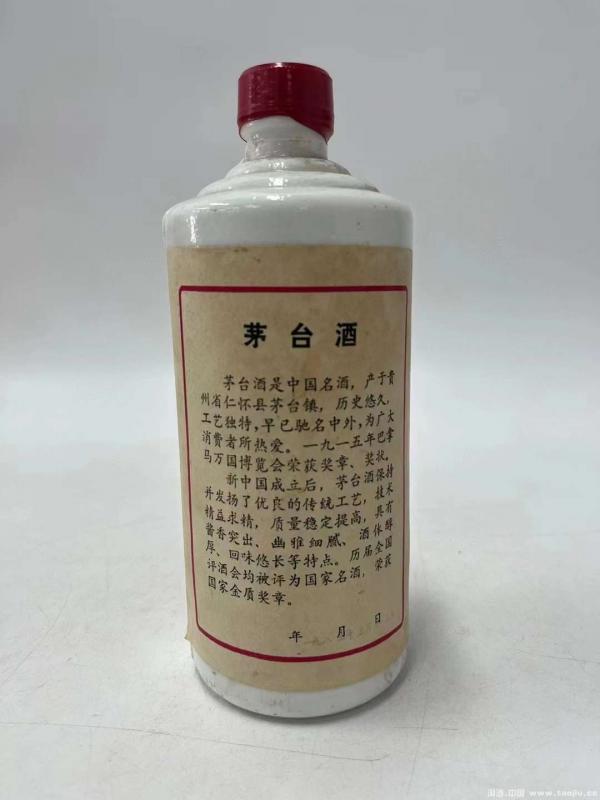 茅台酒
茅台酒是中国名酒，产于贵
州省仁怀县茅台镇，历史悠久，
工艺独特，早已驰名中外，为广大
消费者所热爱。一九一五年巴拿
马万国博览会荣获奖章、奖状。
新中国成立后，茅台酒保持
并发扬了优良的传统工艺，技术
精益求精，质量稳定提高，具有
酱香突出、幽雅细腻、酒体醇
厚、回味悠长等特点。历届全国
评酒会均被评为国家名酒，荣获
国家金质奖章。
年 月 日
淘酒.中国 www.taojiu.cn